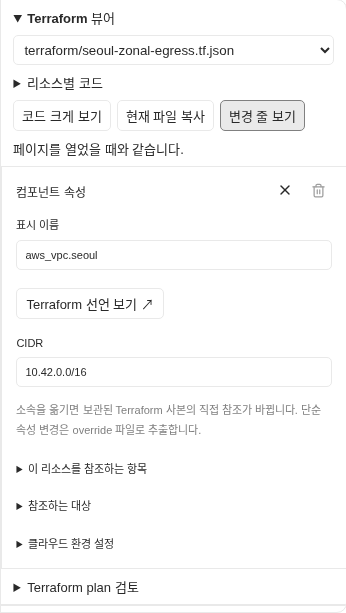 ▼ Terraform 뷰어
terraform/seoul-zonal-egress.tf.json
▶ 리소스별 코드
코드 크게 보기 현재 파일 복사 변경 줄 보기
페이지를 열었을 때와 같습니다.
컴포넌트 속성
표시 이름
aws_vpc.seoul
Terraform 선언 보기 ↗
CIDR
10.42.0.0/16
소속을 옮기면 보관된 Terraform 사본의 직접 참조가 바뀝니다. 단순
속성 변경은 override 파일로 추출합니다.
▶ 이 리소스를 참조하는 항목
▶ 참조하는 대상
▶ 클라우드 환경 설정
▶ Terraform plan 검토